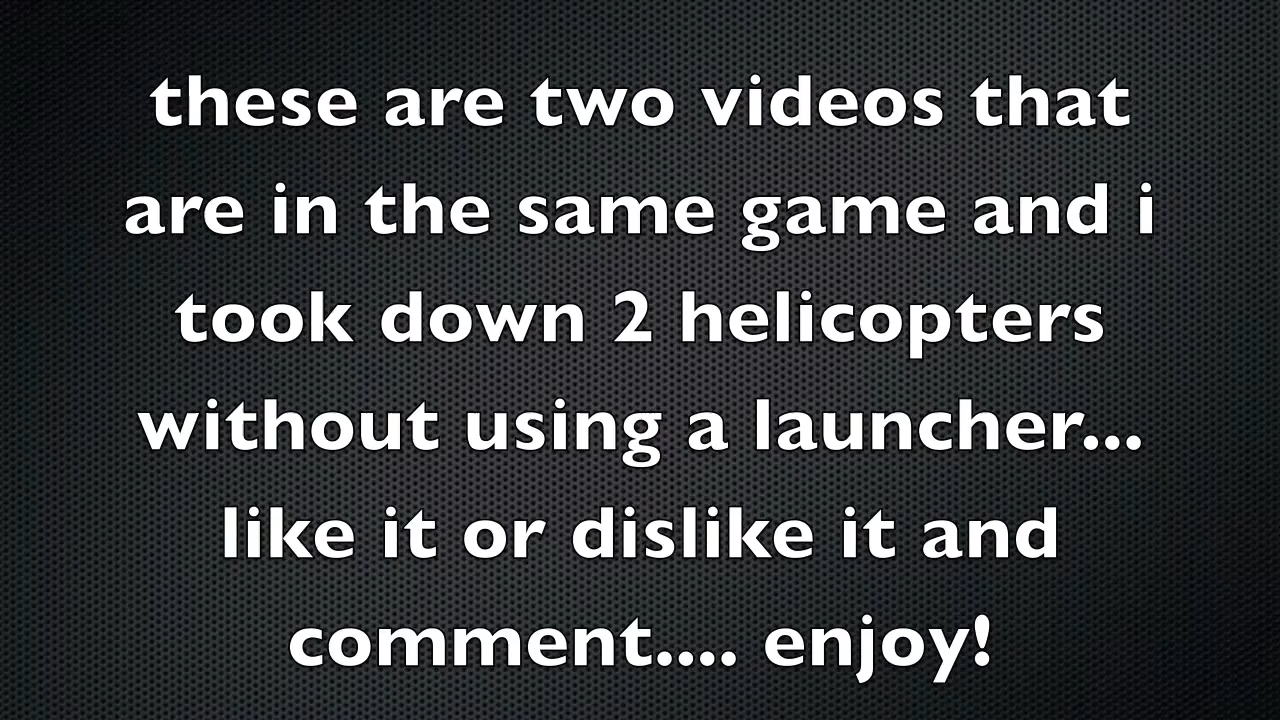 these are two videos that
are in the same game and i
took down 2 helicopters
without using a launcher...
like it or dislike it and
comment.... enjoy!